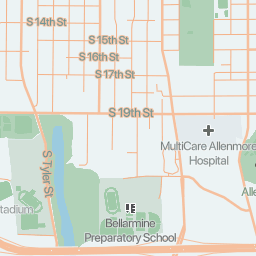 S 14th St
S 15th St
S 16th St
S 17th St
S 19th St
MultiCare Allenmore
Hospital
S Tyler St
Stadium
Bellarmine
Preparatory School